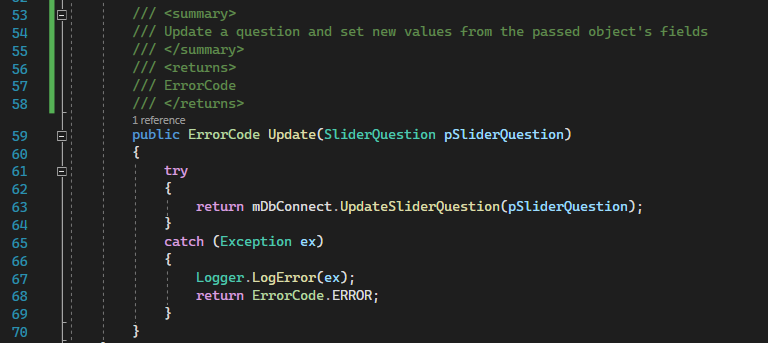 53 /// <summary>
54 /// Update a question and set new values from the passed object's fields
55 /// </summary>
56 /// <returns>
57 /// ErrorCode
58 /// </returns>
1 reference
59 public ErrorCode Update(SliderQuestion pSliderQuestion)
60 {
61 try
62 {
63 return mDbConnect.UpdateSliderQuestion(pSliderQuestion);
64 }
65 catch (Exception ex)
66 {
67 Logger.LogError(ex);
68 return ErrorCode.ERROR;
69 }
70 }